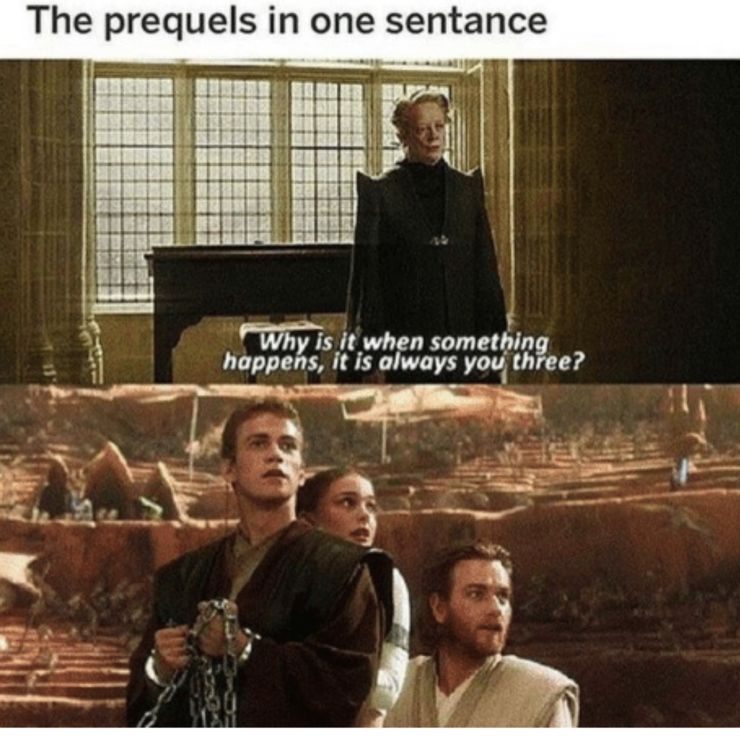 The prequels in one sentance
Why is it when something
happens, it is always you three?